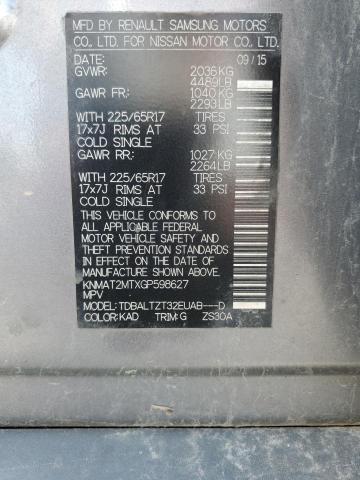 MFD BY RENAULT SAMSUNG MOTORS
CO., LTD. FOR NISSAN MOTOR CO., LTD.
DATE: 09/15
GVWR: 2036KG
4489LB
GAWR FR: 1040KG
2293LB
WITH 225/65R17 TIRES
17x7J RIMS AT 33 PSI
COLD SINGLE
GAWR RR: 1027KG
2264LB
WITH 225/65R17 TIRES
17x7J RIMS AT 33 PSI
COLD SINGLE
THIS VEHICLE CONFORMS TO
ALL APPLICABLE FEDERAL
MOTOR VEHICLE SAFETY AND
THEFT PREVENTION STANDARDS
IN EFFECT ON THE DATE OF
MANUFACTURE SHOWN ABOVE.
KNMAT2MTXGP598627
MPV
MODEL:TDBALTZT32EUAB---D
COLOR:KAD TRIM:G ZS30A